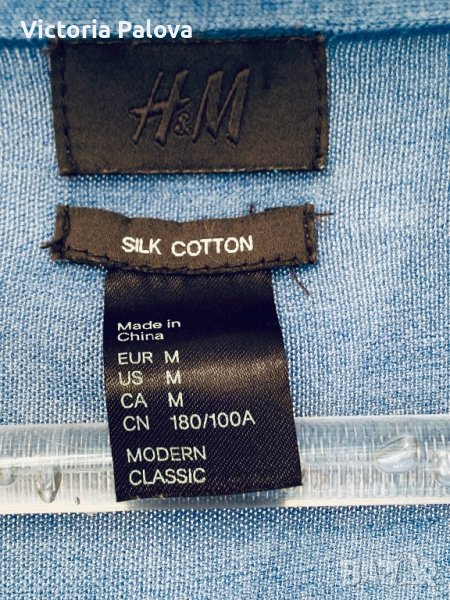 Victoria Palova
H&M
SILK COTTON
Made in
China
EUR M
US M
CA M
CN 180/100A
MODERN
CLASSIC